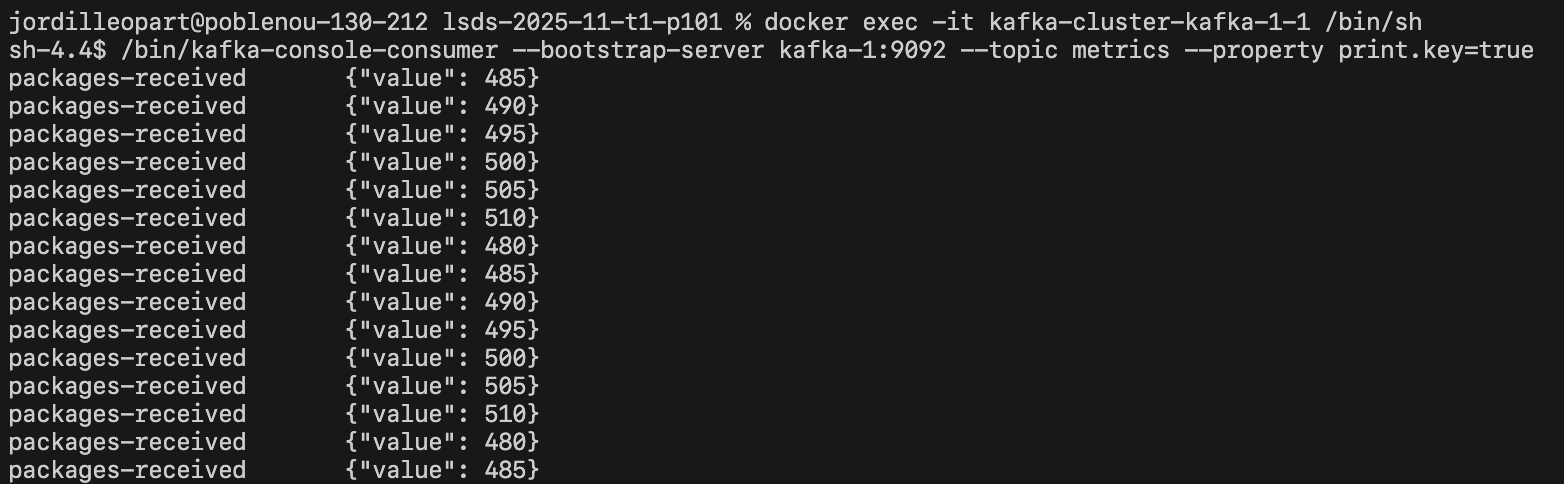 jordilleopart@poblenou-130-212 lsds-2025-11-t1-p101 % docker exec -it kafka-cluster-kafka-1-1 /bin/sh
sh-4.4$ /bin/kafka-console-consumer --bootstrap-server kafka-1:9092 --topic metrics --property print.key=true
packages-received	{"value": 485}
packages-received	{"value": 490}
packages-received	{"value": 495}
packages-received	{"value": 500}
packages-received	{"value": 505}
packages-received	{"value": 510}
packages-received	{"value": 480}
packages-received	{"value": 485}
packages-received	{"value": 490}
packages-received	{"value": 495}
packages-received	{"value": 500}
packages-received	{"value": 505}
packages-received	{"value": 510}
packages-received	{"value": 480}
packages-received	{"value": 485}